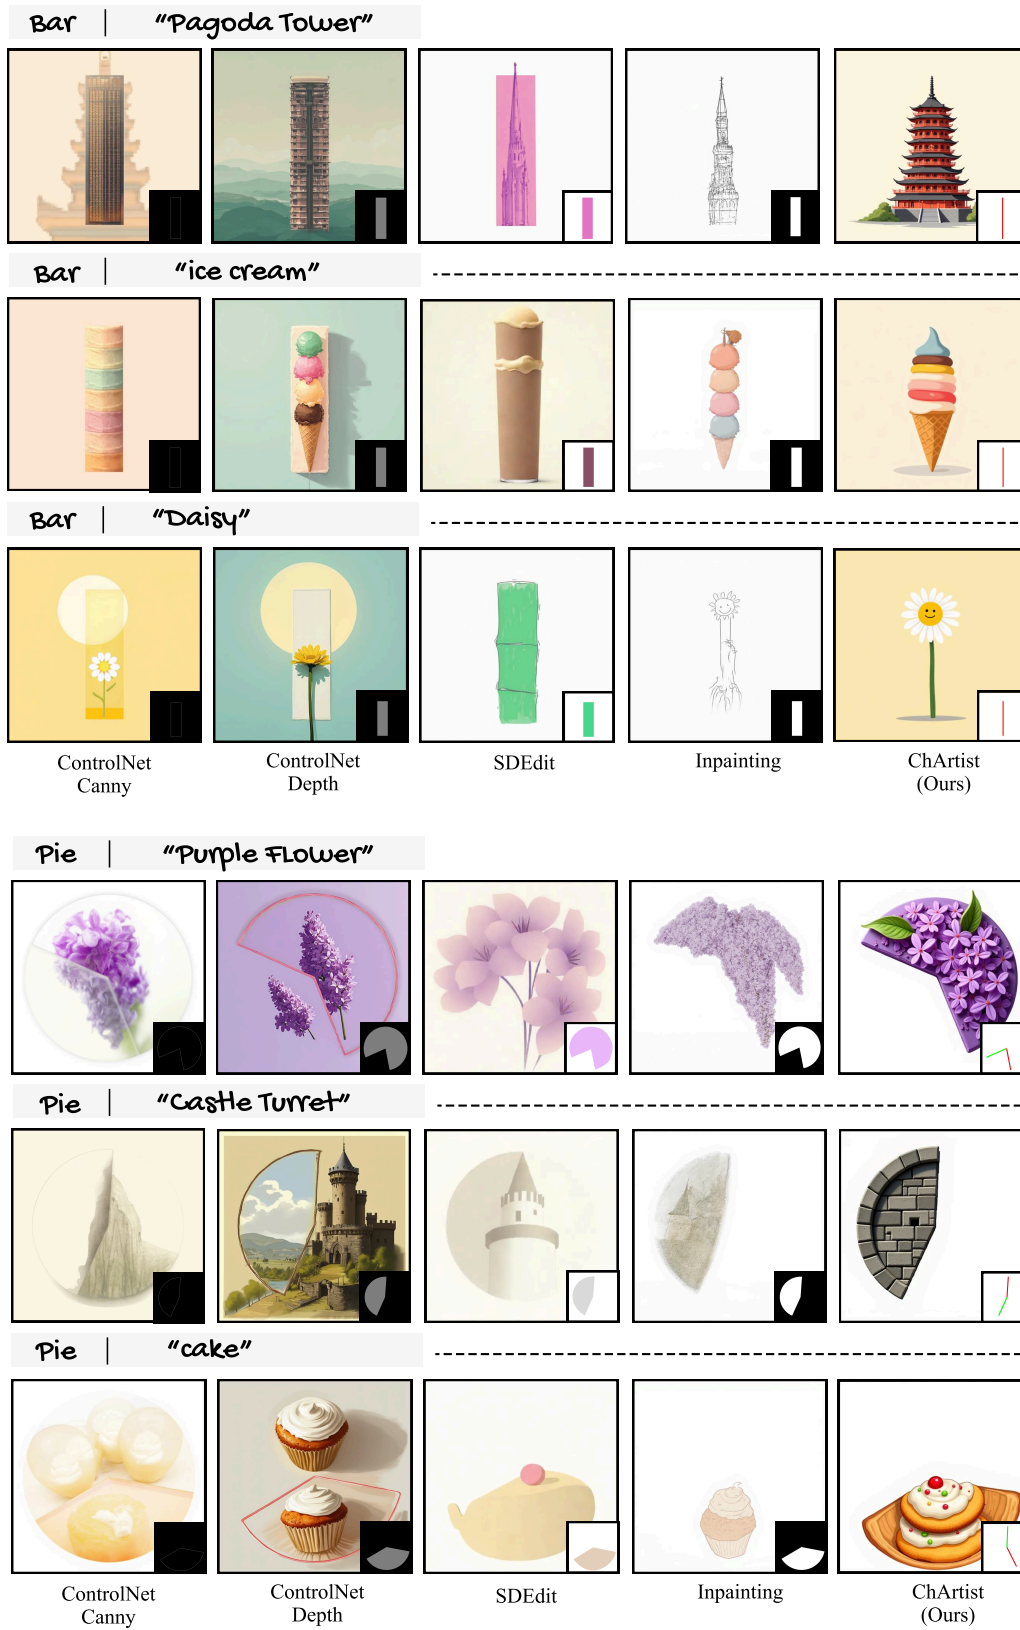 Bar | "Pagoda Tower"
Bar | "ice cream"
Bar | "Daisy"
ControlNet Canny
ControlNet Depth
SDEdit
Inpainting
ChArtist (Ours)
Pie | "Purple Flower"
Pie | "Castle Turret"
Pie | "cake"
ControlNet Canny
ControlNet Depth
SDEdit
Inpainting
ChArtist (Ours)